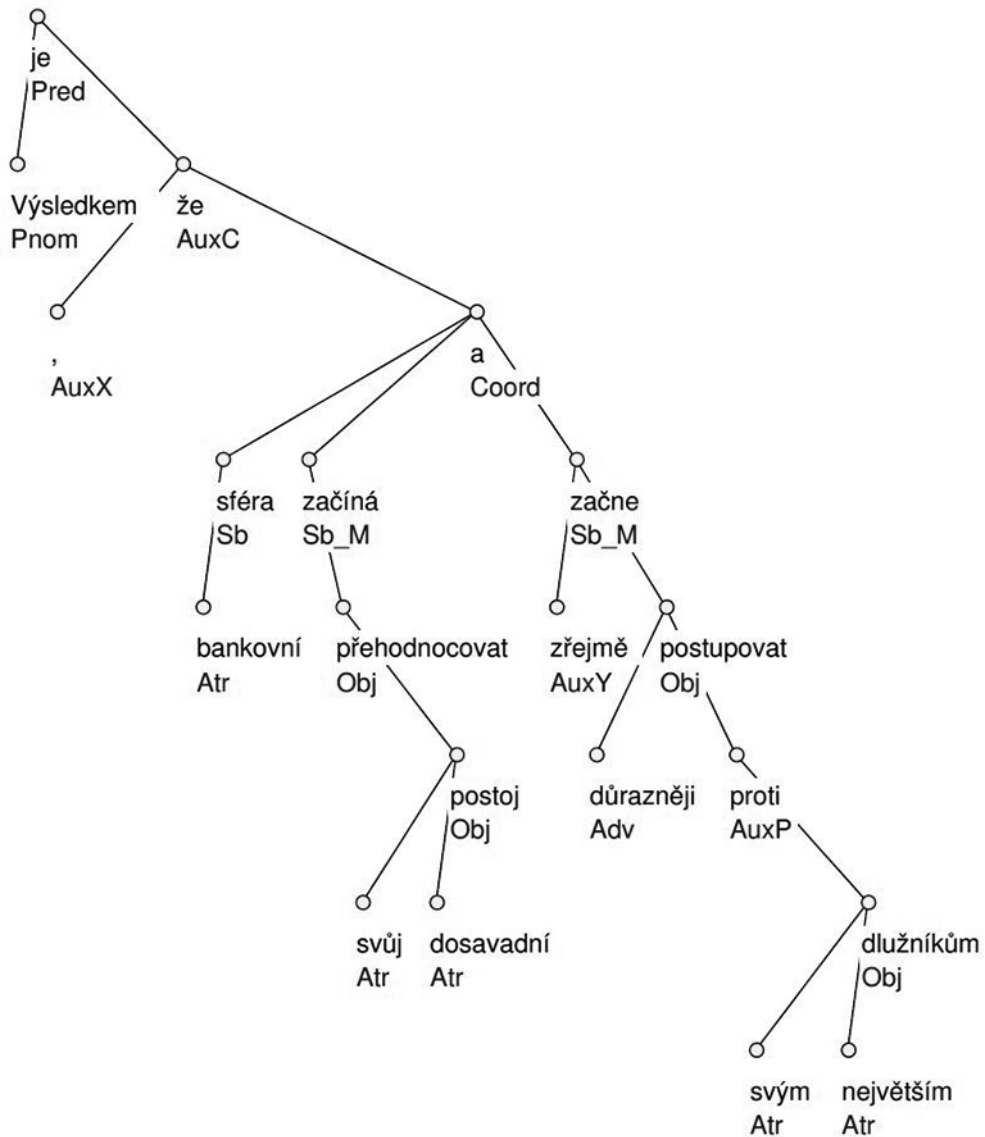 je
Pred
Výsledkem že
Pnom AuxC
,
AuxX
a
Coord
sféra začíná začne
Sb Sb_M Sb_M
bankovní přehodnocovat zřejmě postupovat
Atr Obj AuxY Obj
postoj důrazněji proti
Obj Adv AuxP
svůj dosavadní dlužníkům
Atr Atr Obj
svým největším
Atr Atr